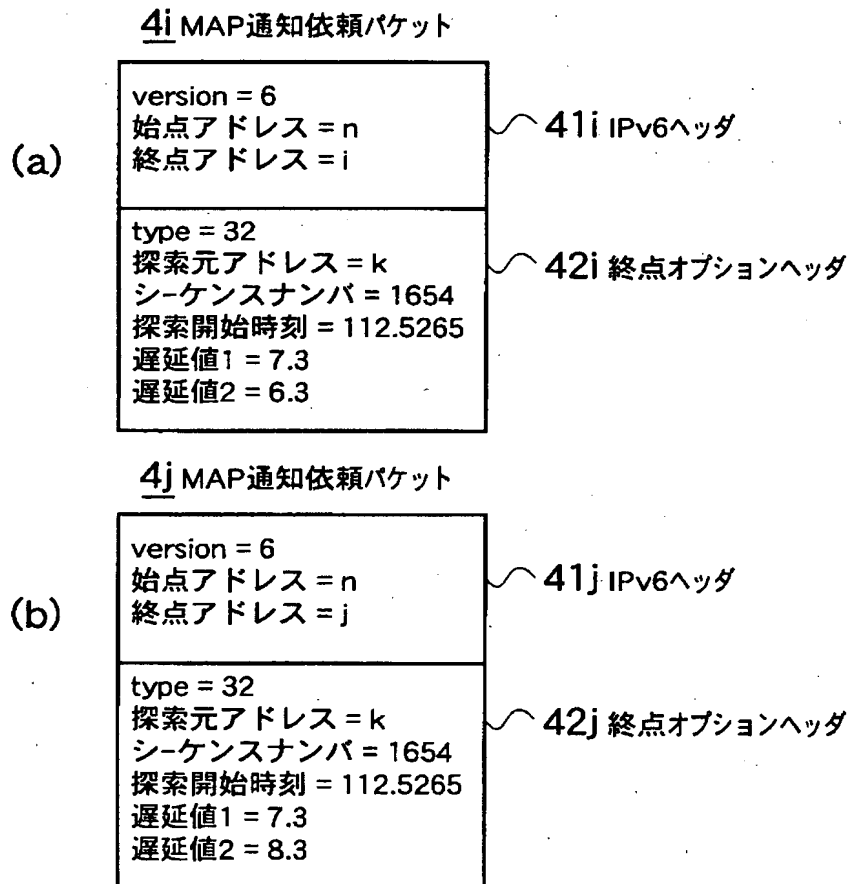 4i MAP通知依頼パケット
(a)
version = 6
始点アドレス = n
終点アドレス = i
41i IPv6ヘッダ
type = 32
探索元アドレス = k
シーケンスナンバ = 1654
探索開始時刻 = 112.5265
遅延値1 = 7.3
遅延値2 = 6.3
42i 終点オプションヘッダ
4j MAP通知依頼パケット
(b)
version = 6
始点アドレス = n
終点アドレス = j
41j IPv6ヘッダ
type = 32
探索元アドレス = k
シーケンスナンバ = 1654
探索開始時刻 = 112.5265
遅延値1 = 7.3
遅延値2 = 8.3
42j 終点オプションヘッダ